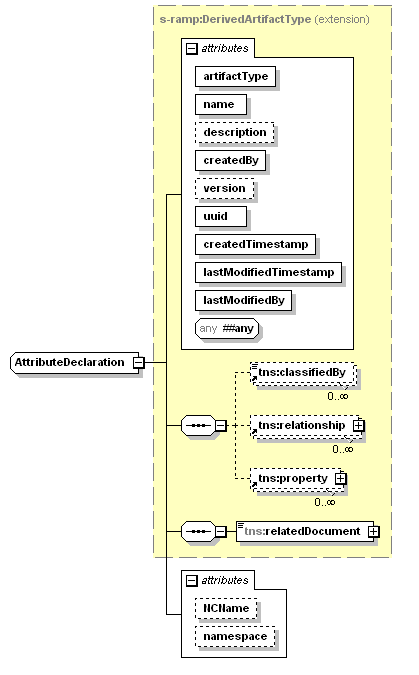 s-ramp:DerivedArtifactType (extension)
attributes
artifactType
name
description
createdBy
version
uuid
createdTimestamp
lastModifiedTimestamp
lastModifiedBy
any ##any
AttributeDeclaration
tns:classifiedBy
0..∞
tns:relationship
0..∞
tns:property
0..∞
tns:relatedDocument
attributes
NCName
namespace